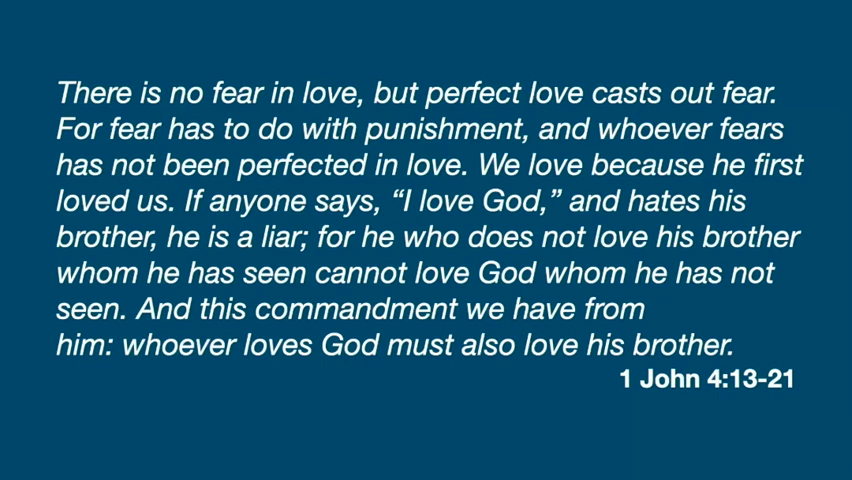 There is no fear in love, but perfect love casts out fear.
For fear has to do with punishment, and whoever fears
has not been perfected in love. We love because he first
loved us. If anyone says, “I love God,” and hates his
brother, he is a liar; for he who does not love his brother
whom he has seen cannot love God whom he has not
seen. And this commandment we have from
him: whoever loves God must also love his brother.
1 John 4:13-21